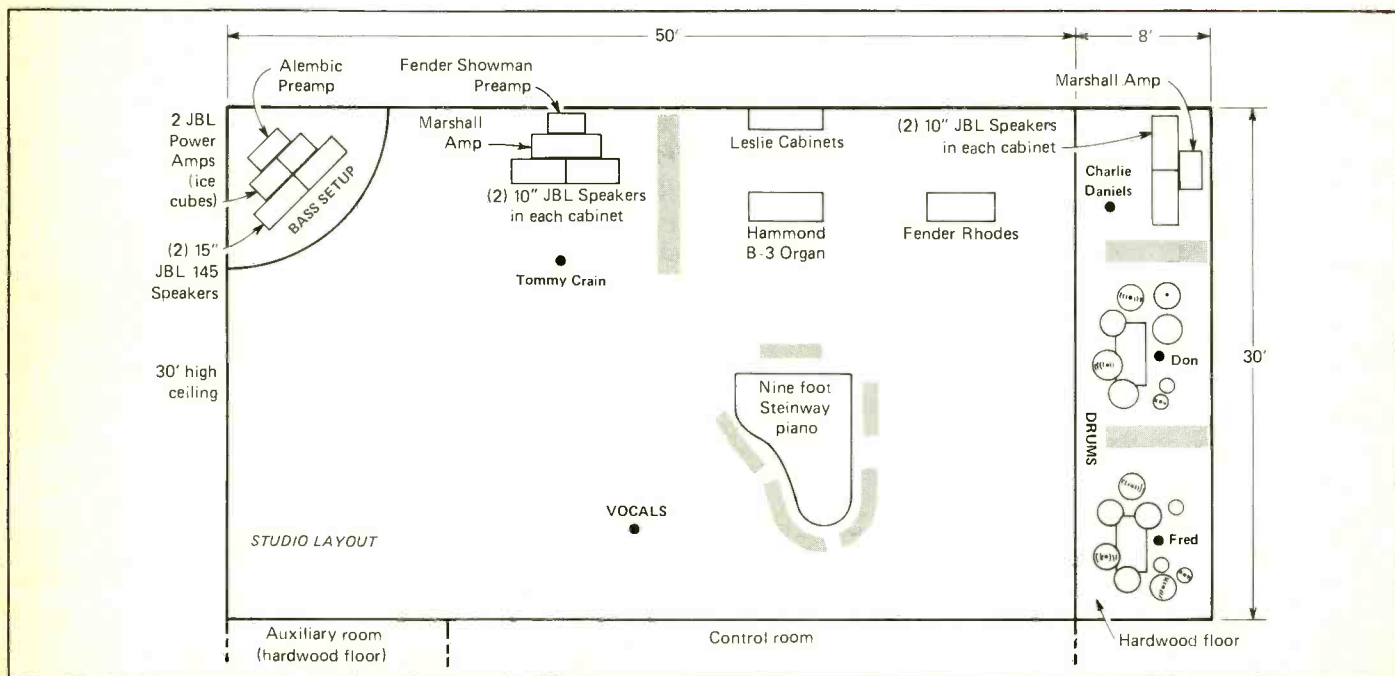 50'
8'
Alembic
Preamp
Fender Showman
Preamp
Marshall Amp
2 JBL
Power
Amps
(ice
cubes)
Marshall
Amp
BASS SETUP
(2) 15"
JBL 145
Speakers
(2) 10" JBL Speakers
in each cabinet
Tommy Crain
Leslie Cabinets
(2) 10" JBL Speakers
in each cabinet
Charlie
Daniels
Hammond
B-3 Organ
Fender Rhodes
30' high
ceiling
30'
Don
Nine foot
Steinway
piano
DRUMS
VOCALS
Fred
STUDIO LAYOUT
Auxiliary room
(hardwood floor)
Control room
Hardwood floor